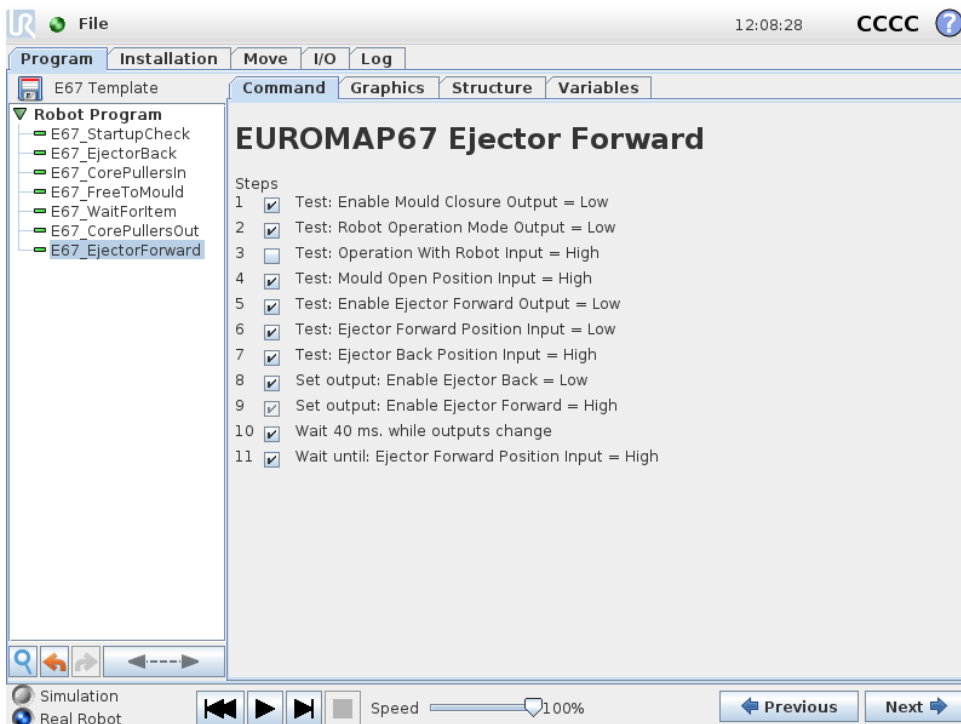 UR File 12:08:28 CCCC ?
Program Installation Move I/O Log
E67 Template
Command Graphics Structure Variables
Robot Program
E67_StartupCheck
E67_EjectorBack
E67_CorePullersIn
E67_FreeToMould
E67_WaitForItem
E67_CorePullersOut
E67_EjectorForward
EUROMAP67 Ejector Forward
Steps
1 Test: Enable Mould Closure Output = Low
2 Test: Robot Operation Mode Output = Low
3 Test: Operation With Robot Input = High
4 Test: Mould Open Position Input = High
5 Test: Enable Ejector Forward Output = Low
6 Test: Ejector Forward Position Input = Low
7 Test: Ejector Back Position Input = High
8 Set output: Enable Ejector Back = Low
9 Set output: Enable Ejector Forward = High
10 Wait 40 ms. while outputs change
11 Wait until: Ejector Forward Position Input = High
Simulation
Real Robot
Speed 100%
Previous Next